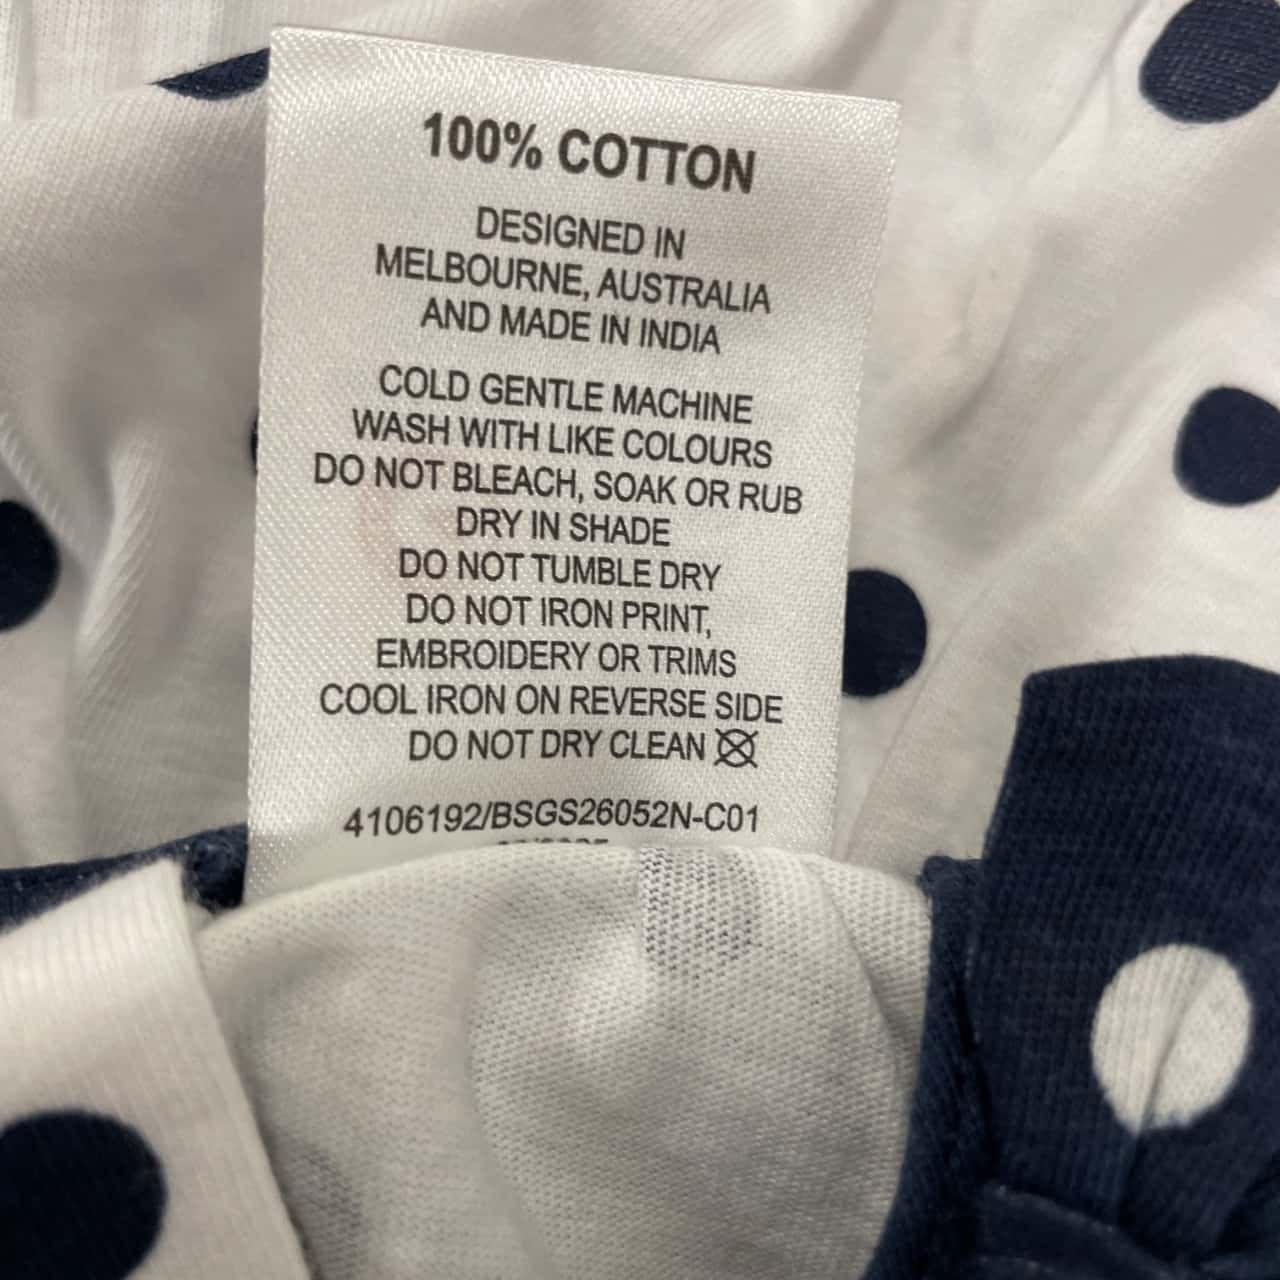 100% COTTON
DESIGNED IN
MELBOURNE, AUSTRALIA
AND MADE IN INDIA
COLD GENTLE MACHINE
WASH WITH LIKE COLOURS
DO NOT BLEACH, SOAK OR RUB
DRY IN SHADE
DO NOT TUMBLE DRY
DO NOT IRON PRINT,
EMBROIDERY OR TRIMS
COOL IRON ON REVERSE SIDE
DO NOT DRY CLEAN
4106192/BSGS26052N-C01